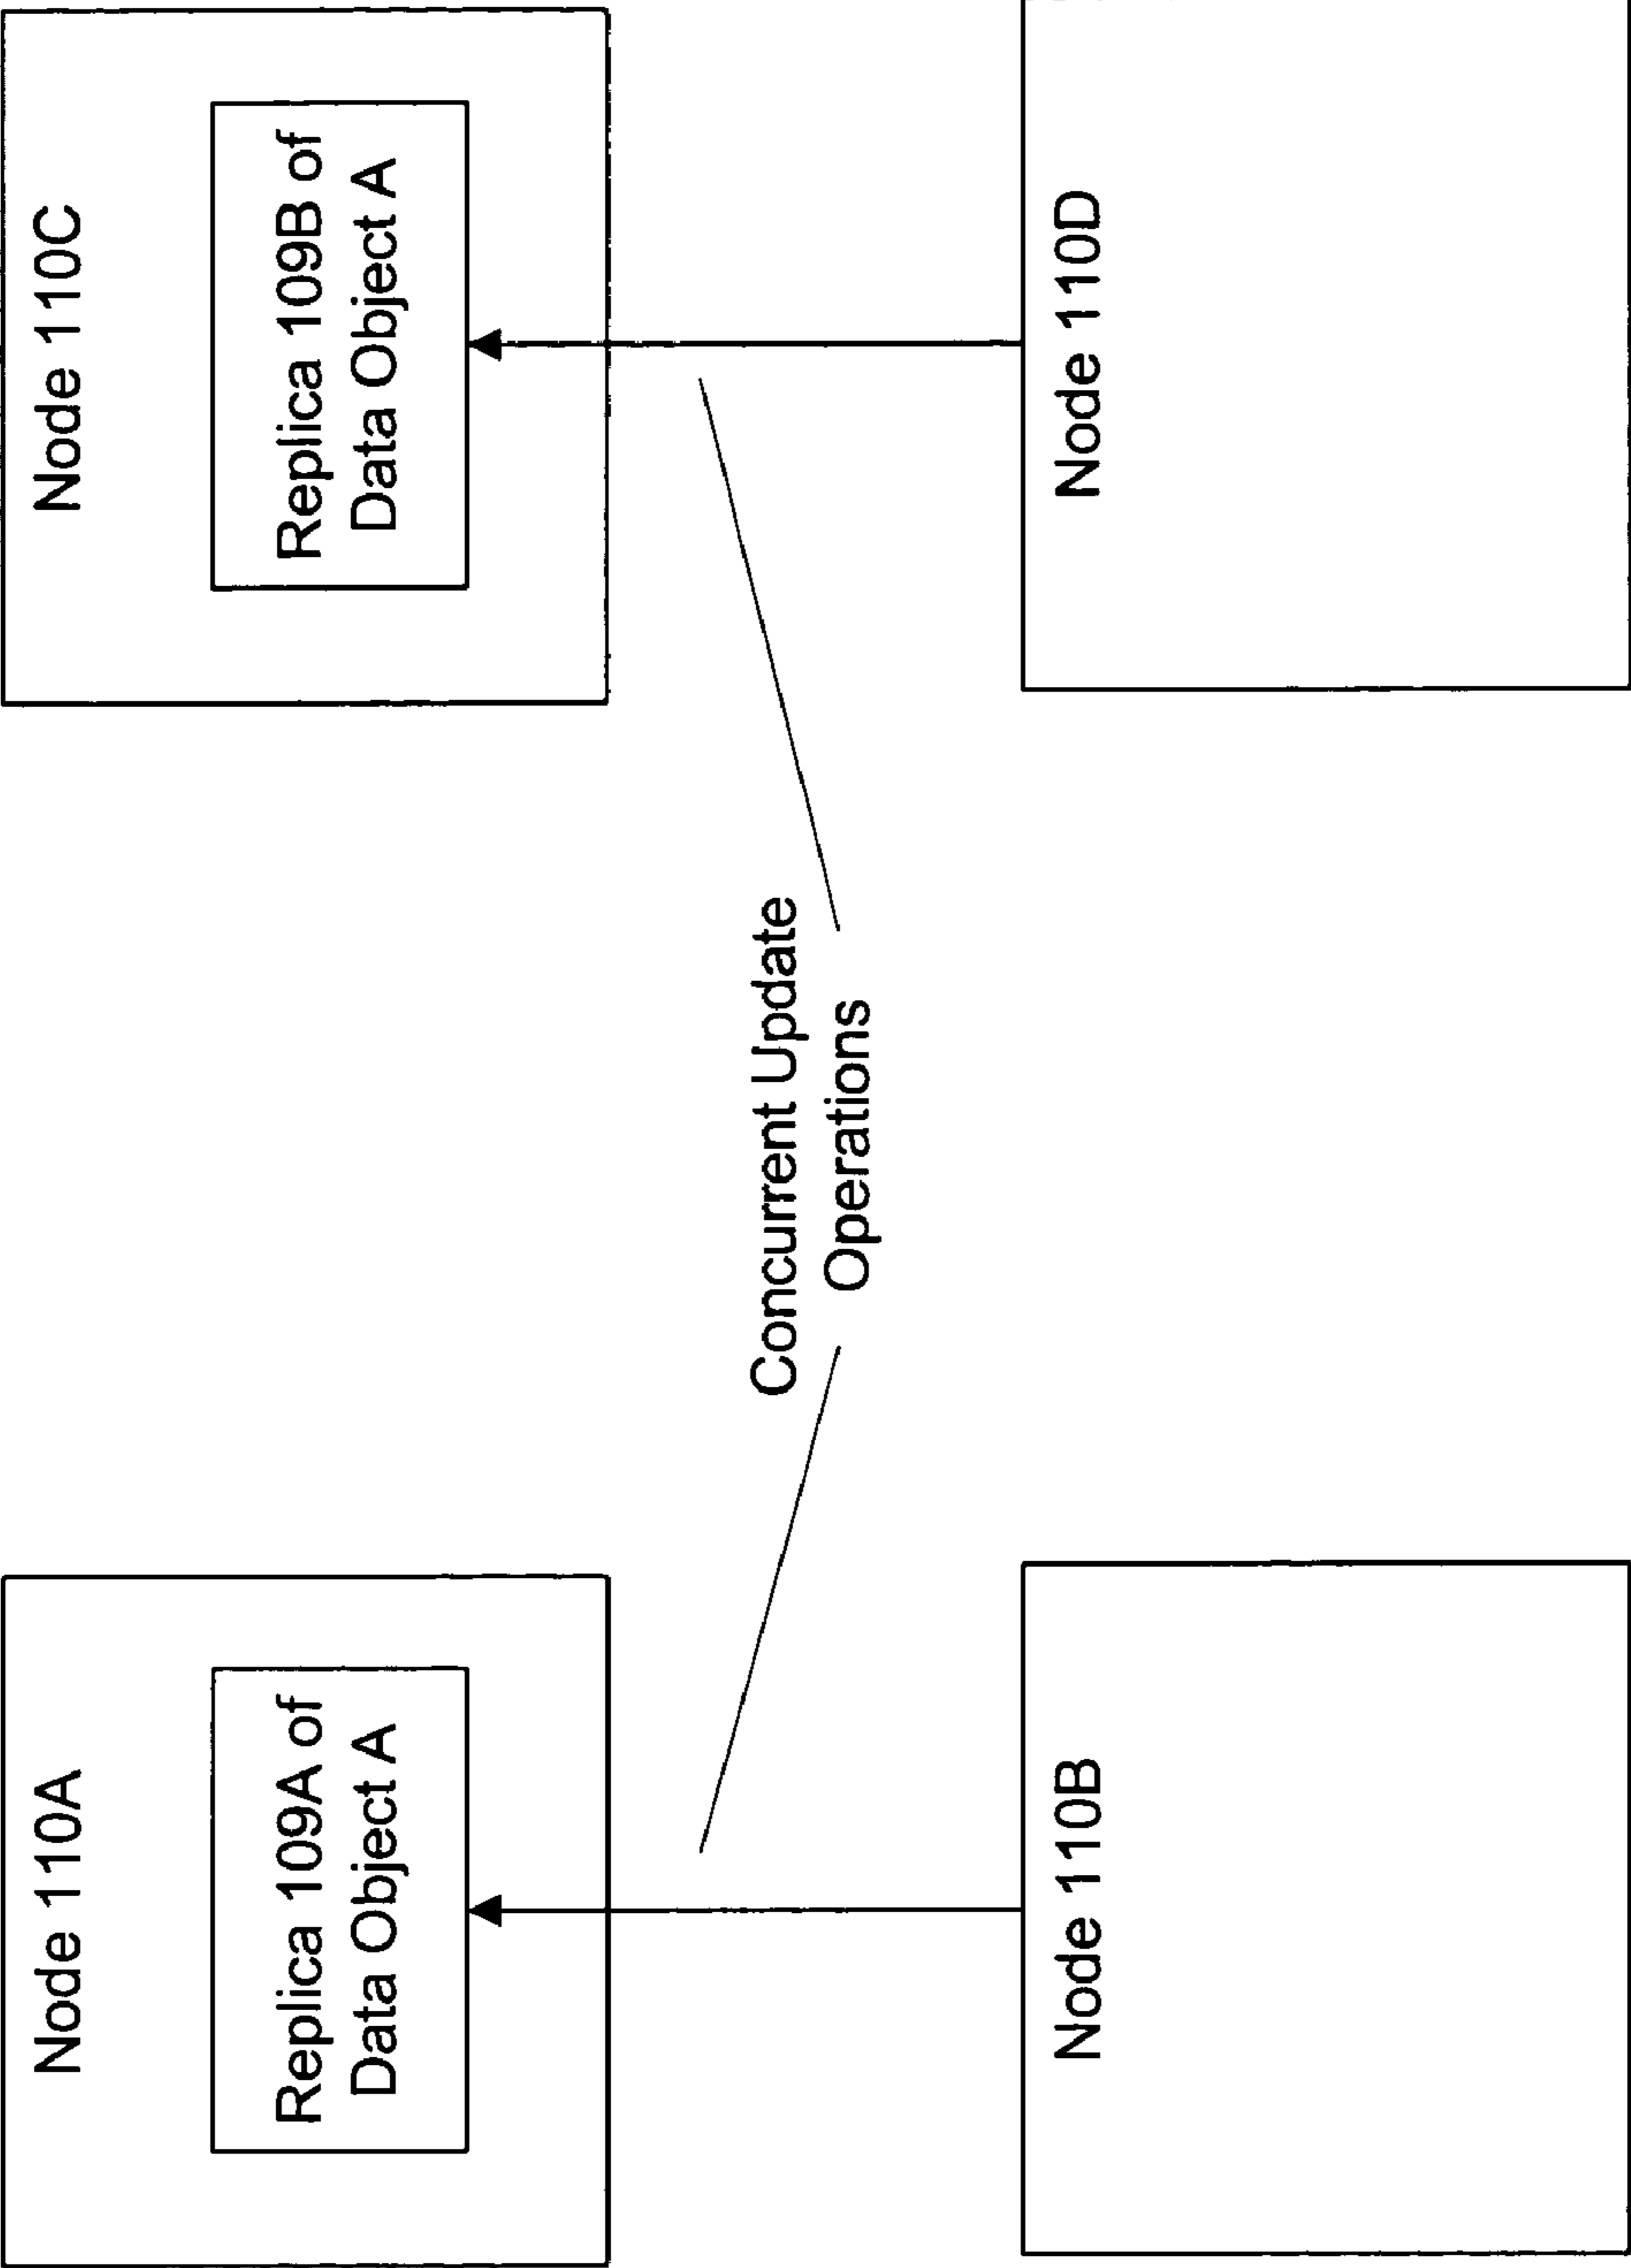 Node 110A
Replica 109A of
Data Object A
Node 110C
Replica 109B of
Data Object A
Concurrent Update
Operations
Node 110B
Node 110D